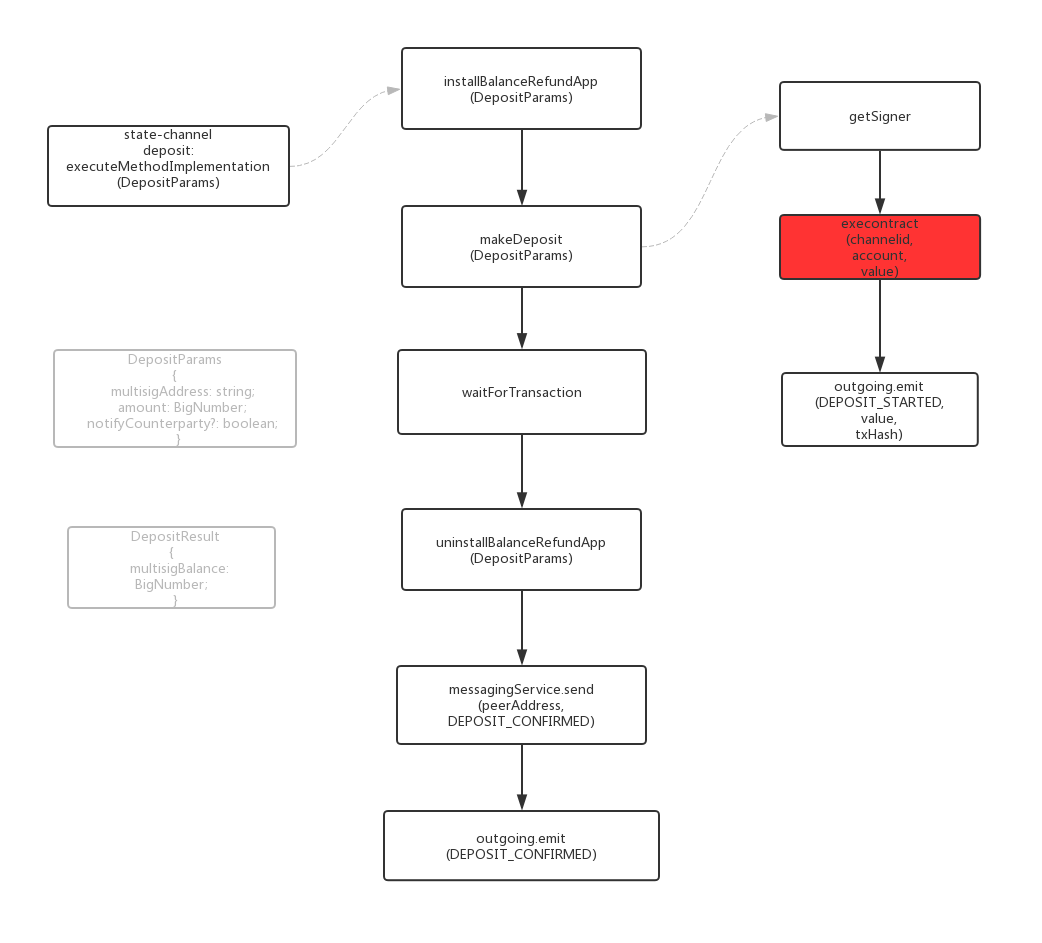 state-channel
deposit:
executeMethodImplementation
(DepositParams)
DepositParams
{
multisigAddress: string;
amount: BigNumber;
notifyCounterparty?: boolean;
}
DepositResult
{
multisigBalance:
BigNumber;
}
installBalanceRefundApp
(DepositParams)
makeDeposit
(DepositParams)
waitForTransaction
uninstallBalanceRefundApp
(DepositParams)
messagingService.send
(peerAddress,
DEPOSIT_CONFIRMED)
outgoing.emit
(DEPOSIT_CONFIRMED)
getSigner
execontract
(channelid,
account,
value)
outgoing.emit
(DEPOSIT_STARTED,
value,
txHash)